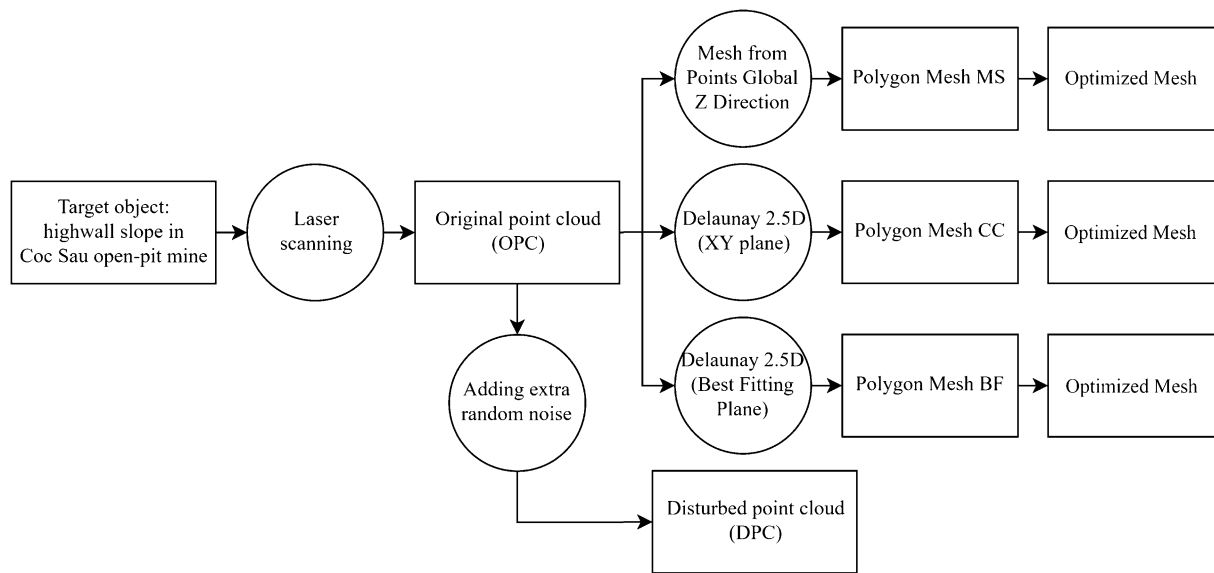 Target object:
highwall slope in
Coc Sau open-pit mine
Laser
scanning
Original point cloud
(OPC)
Mesh from
Points Global
Z Direction
Polygon Mesh MS
Optimized Mesh
Delaunay 2.5D
(XY plane)
Polygon Mesh CC
Optimized Mesh
Delaunay 2.5D
(Best Fitting
Plane)
Polygon Mesh BF
Optimized Mesh
Adding extra
random noise
Disturbed point cloud
(DPC)